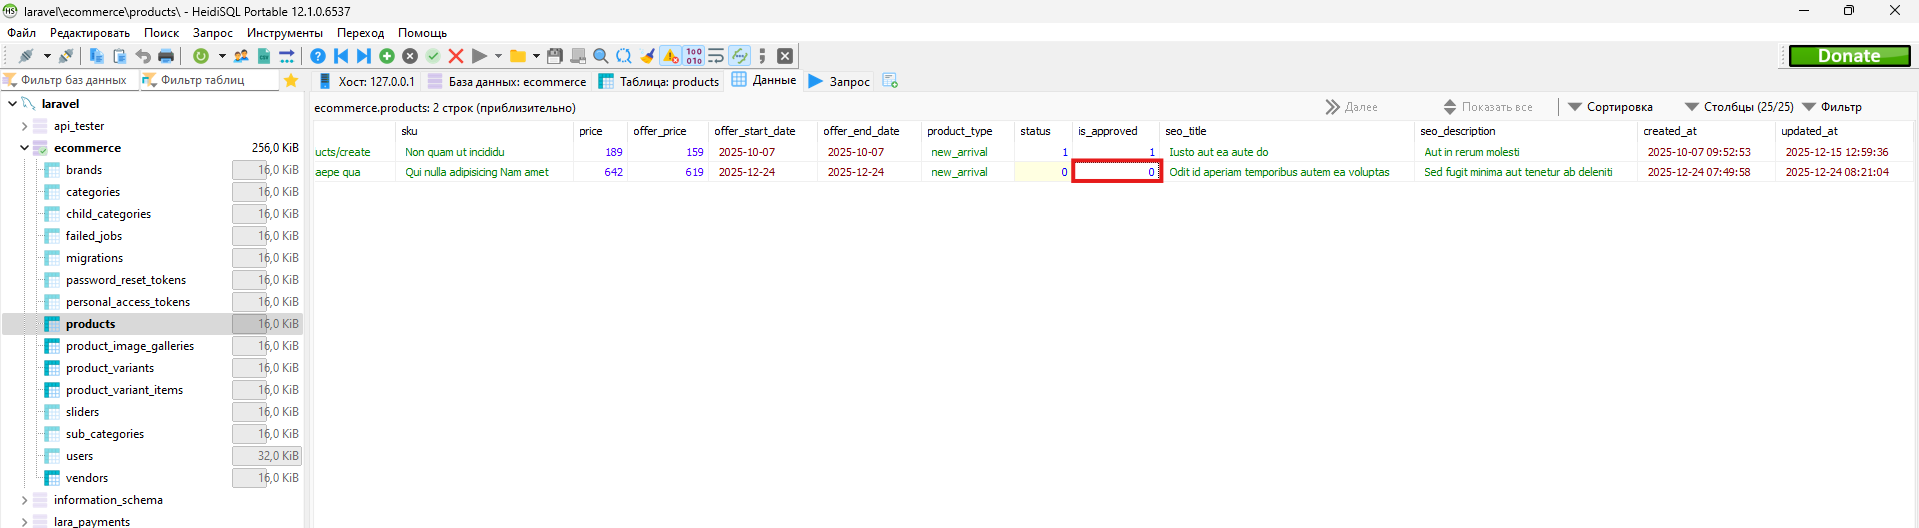 laravel\ecommerce\products\ - HeidiSQL Portable 12.1.0.6537
Файл Редактировать Поиск Запрос Инструменты Переход Помощь
Donate
Фильтр баз данных Фильтр таблиц Хост: 127.0.0.1 База данных: ecommerce Таблица: products Данные Запрос
ecommerce.products: 2 строк (приблизительно) Далее Показать все Сортировка Столбцы (25/25) Фильтр
laravel
api_tester
ecommerce 256,0 KiB
brands 16,0 KiB
categories 16,0 KiB
child_categories 16,0 KiB
failed_jobs 16,0 KiB
migrations 16,0 KiB
password_reset_tokens 16,0 KiB
personal_access_tokens 16,0 KiB
products 16,0 KiB
product_image_galleries 16,0 KiB
product_variants 16,0 KiB
product_variant_items 16,0 KiB
sliders 16,0 KiB
sub_categories 16,0 KiB
users 32,0 KiB
vendors 16,0 KiB
information_schema
lara_payments
sku price offer_price offer_start_date offer_end_date product_type status is_approved seo_title seo_description created_at updated_at
ucts/create Non quam ut incididu 189 159 2025-10-07 2025-10-07 new_arrival 1 1 Iusto aut ea aute do Aut in rerum molesti 2025-10-07 09:52:53 2025-12-15 12:59:36
aepe qua Qui nulla adipisicing Nam amet 642 619 2025-12-24 2025-12-24 new_arrival 0 0 Odit id aperiam temporibus autem ea voluptas Sed fugit minima aut tenetur ab deleniti 2025-12-24 07:49:58 2025-12-24 08:21:04